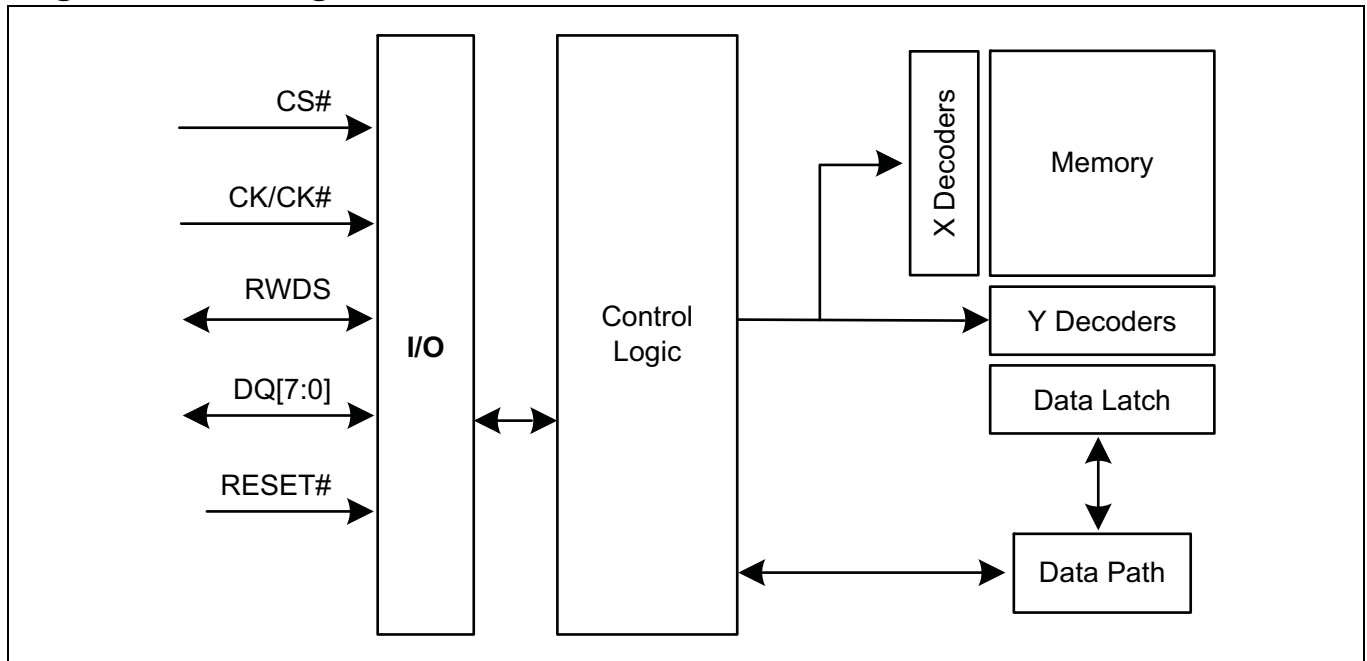 CS#
CK/CK#
RWDS
DQ[7:0]
RESET#
I/O
Control
Logic
X Decoders
Memory
Y Decoders
Data Latch
Data Path